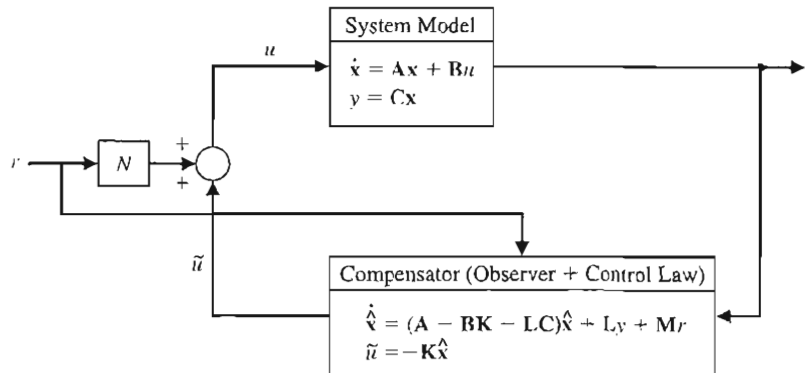 System Model
u
ẋ = Ax + Bu
y = Cx
r
N
+
+
ũ
Compensator (Observer + Control Law)
x̂̇ = (A − BK − LC)x̂ + Ly + Mr
ũ = −Kx̂